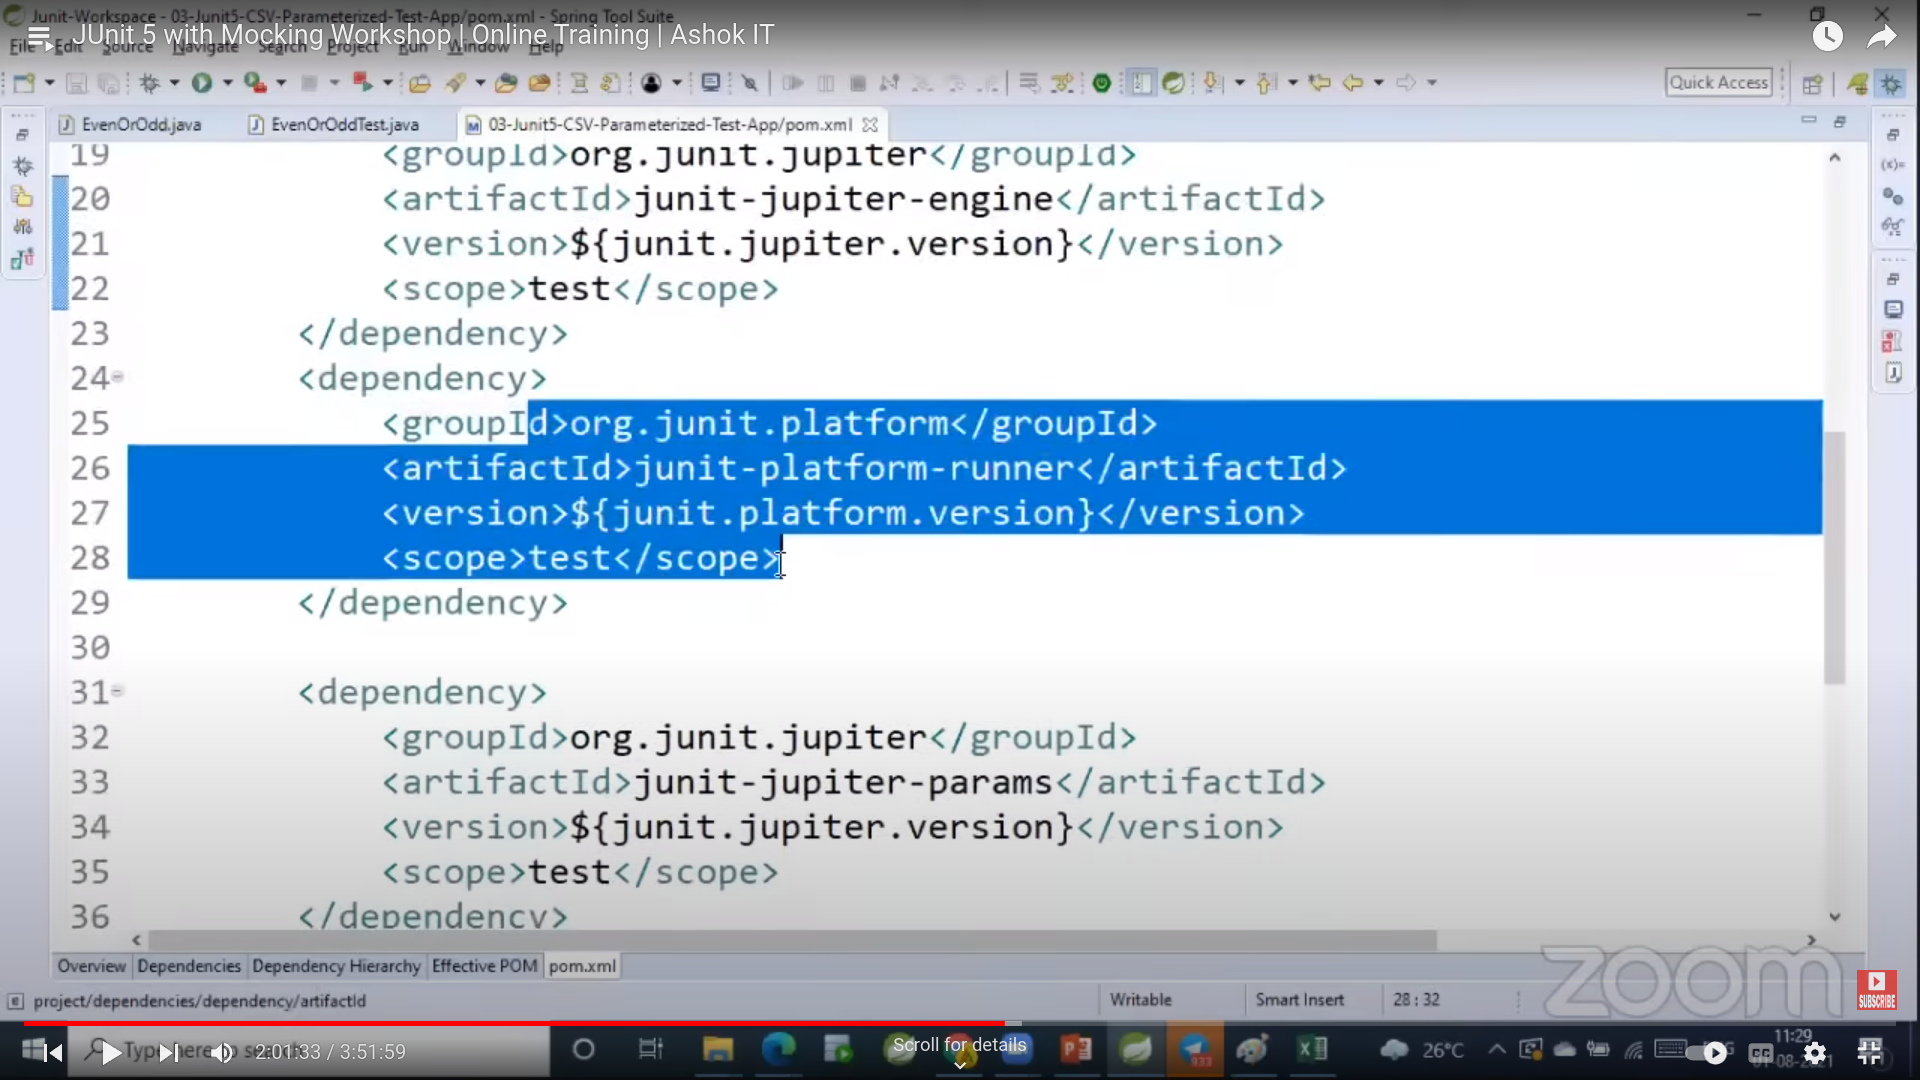 Junit-Workspace - 03-Junit5-CSV-Parameterized-Test-App/pom.xml - Spring Tool Suite
JUnit 5 with Mocking Workshop | Online Training | Ashok IT
File Edit Source Navigate Search Project Run Window Help
Quick Access
EvenOrOdd.java EvenOrOddTest.java 03-Junit5-CSV-Parameterized-Test-App/pom.xml
19 <groupId>org.junit.jupiter</groupId>
20 <artifactId>junit-jupiter-engine</artifactId>
21 <version>${junit.jupiter.version}</version>
22 <scope>test</scope>
23 </dependency>
24 <dependency>
25 <groupId>org.junit.platform</groupId>
26 <artifactId>junit-platform-runner</artifactId>
27 <version>${junit.platform.version}</version>
28 <scope>test</scope>
29 </dependency>
30
31 <dependency>
32 <groupId>org.junit.jupiter</groupId>
33 <artifactId>junit-jupiter-params</artifactId>
34 <version>${junit.jupiter.version}</version>
35 <scope>test</scope>
36 </dependency>
Overview Dependencies Dependency Hierarchy Effective POM pom.xml
zoom
SUBSCRIBE
project/dependencies/dependency/artifactId Writable Smart Insert 28 : 32
Type here to search
2:01:33 / 3:51:59
Scroll for details
933
26°C
11:29